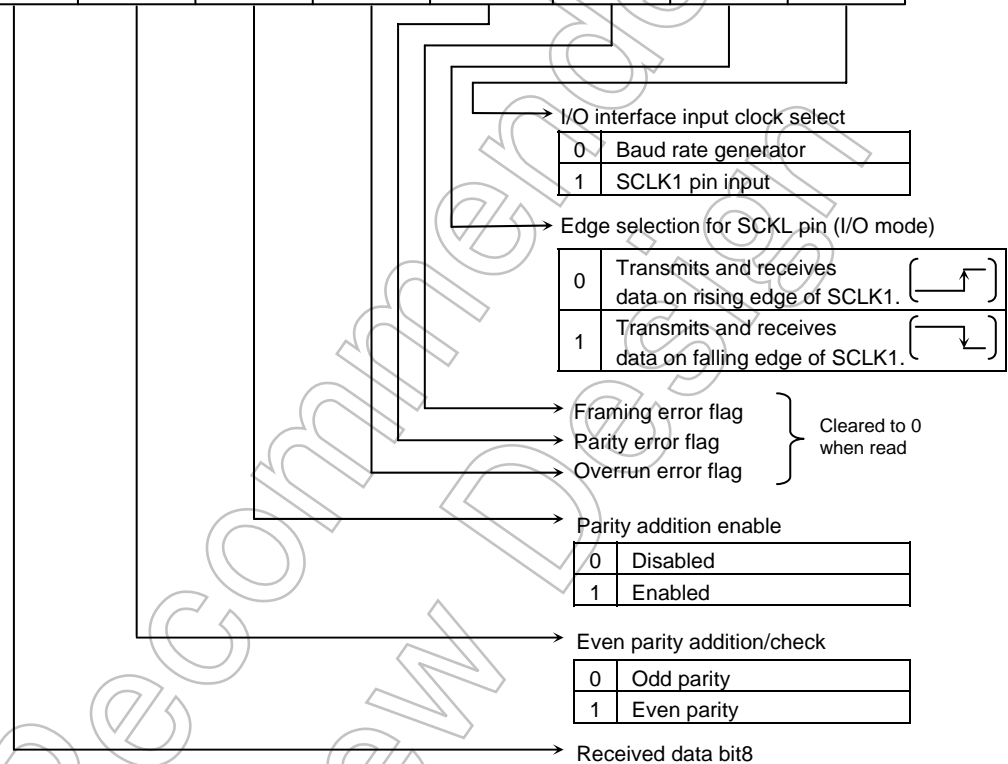 I/O interface input clock select
0 Baud rate generator
1 SCLK1 pin input
Edge selection for SCKL pin (I/O mode)
0 Transmits and receives
data on rising edge of SCLK1.
1 Transmits and receives
data on falling edge of SCLK1.
Framing error flag
Parity error flag
Overrun error flag
Cleared to 0
when read
Parity addition enable
0 Disabled
1 Enabled
Even parity addition/check
0 Odd parity
1 Even parity
Received data bit8
Recommende
ew Design